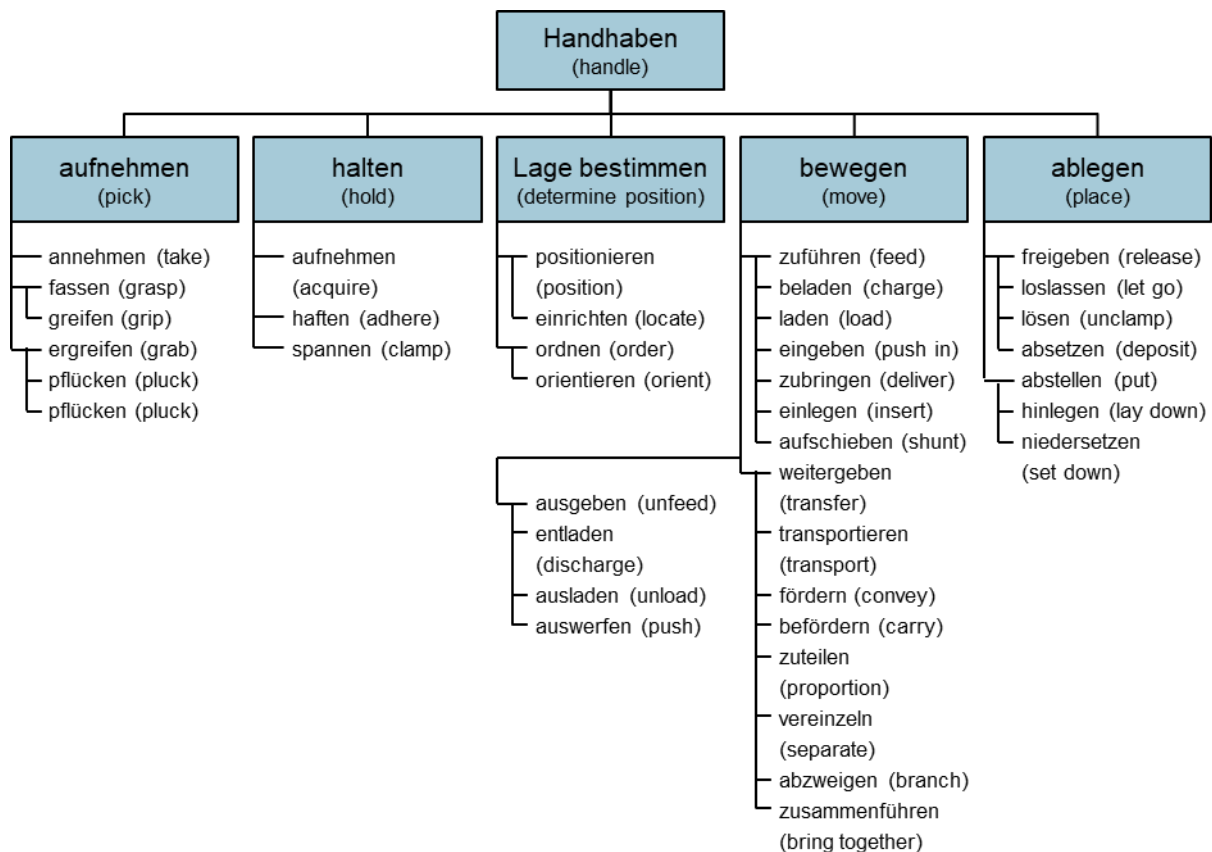 Handhaben
(handle)
aufnehmen
(pick)
halten
(hold)
Lage bestimmen
(determine position)
bewegen
(move)
ablegen
(place)
annehmen (take)
fassen (grasp)
greifen (grip)
ergreifen (grab)
pflücken (pluck)
pflücken (pluck)
aufnehmen
(acquire)
haften (adhere)
spannen (clamp)
positionieren
(position)
einrichten (locate)
ordnen (order)
orientieren (orient)
zuführen (feed)
beladen (charge)
laden (load)
eingeben (push in)
zubringen (deliver)
einlegen (insert)
aufschieben (shunt)
weitergeben
(transfer)
transportieren
(transport)
fördern (convey)
befördern (carry)
zuteilen
(proportion)
vereinzeln
(separate)
abzweigen (branch)
zusammenführen
(bring together)
ausgeben (unfeed)
entladen
(discharge)
ausladen (unload)
auswerfen (push)
freigeben (release)
loslassen (let go)
lösen (unclamp)
absetzen (deposit)
abstellen (put)
hinlegen (lay down)
niedersetzen
(set down)